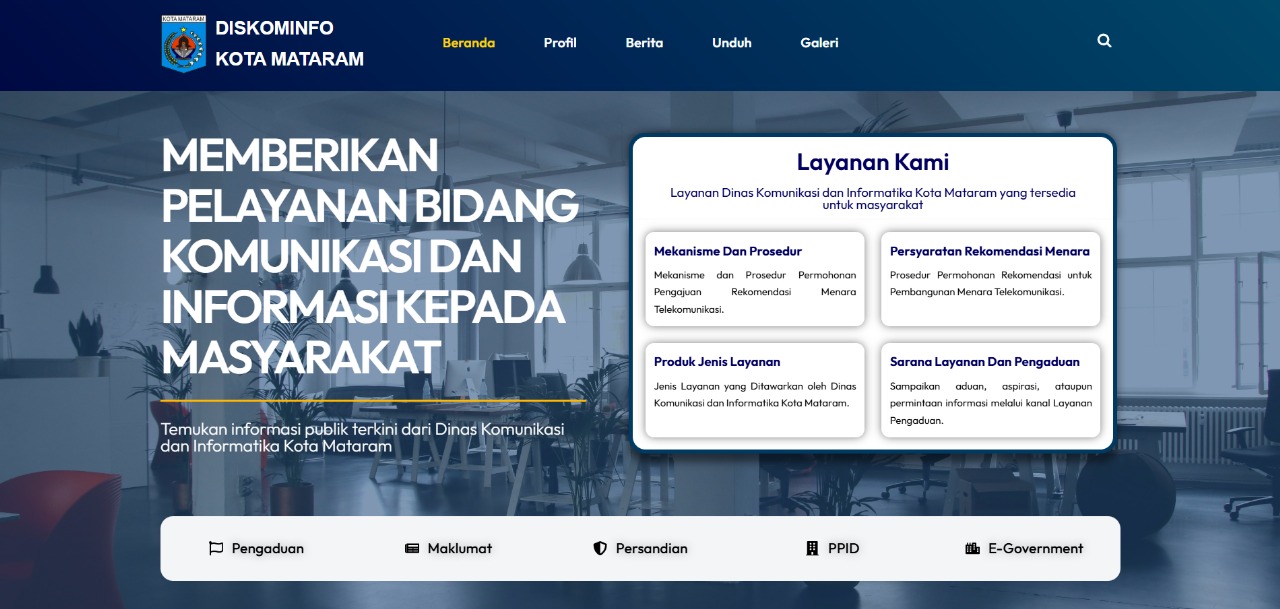 KOTA MATARAM
DISKOMINFO
KOTA MATARAM
Beranda
Profil
Berita
Unduh
Galeri
MEMBERIKAN
PELAYANAN BIDANG
KOMUNIKASI DAN
INFORMASI KEPADA
MASYARAKAT
Temukan informasi publik terkini dari Dinas Komunikasi
dan Informatika Kota Mataram
Layanan Kami
Layanan Dinas Komunikasi dan Informatika Kota Mataram yang tersedia
untuk masyarakat
Mekanisme Dan Prosedur
Mekanisme dan Prosedur Permohonan
Pengajuan Rekomendasi Menara
Telekomunikasi.
Persyaratan Rekomendasi Menara
Prosedur Permohonan Rekomendasi untuk
Pembangunan Menara Telekomunikasi.
Produk Jenis Layanan
Jenis Layanan yang Ditawarkan oleh Dinas
Komunikasi dan Informatika Kota Mataram.
Sarana Layanan Dan Pengaduan
Sampaikan aduan, aspirasi, ataupun
permintaan informasi melalui kanal Layanan
Pengaduan.
Pengaduan
Maklumat
Persandian
PPID
E-Government